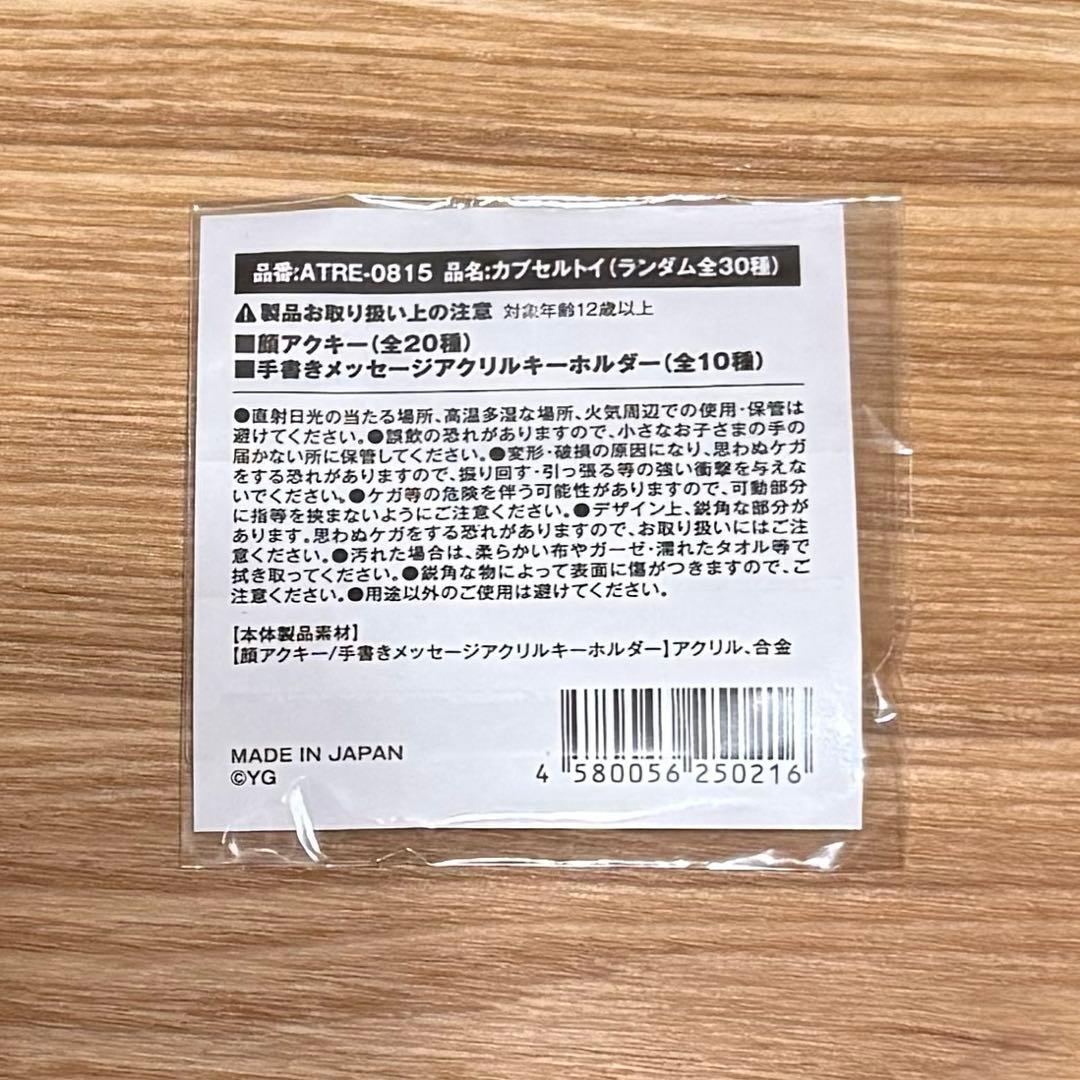 品番:ATRE-0815 品名:カプセルトイ(ランダム全30種)
⚠製品お取り扱い上の注意 対象年齢12歳以上
■顔アクキー(全20種)
■手書きメッセージアクリルキーホルダー(全10種)
●直射日光の当たる場所、高温多湿な場所、火気周辺での使用・保管は
避けてください。●誤飲の恐れがありますので、小さなお子さまの手の
届かない所に保管してください。●変形・破損の原因になり、思わぬケガ
をする恐れがありますので、振り回す・引っ張る等の強い衝撃を与えな
いでください。●ケガ等の危険を伴う可能性がありますので、可動部分
に指等を挟まないようにご注意ください。●デザイン上、鋭角な部分が
あります。思わぬケガをする恐れがありますので、お取り扱いにはご注
意ください。●汚れた場合は、柔らかい布やガーゼ・濡れたタオル等で
拭き取ってください。●鋭角な物によって表面に傷がつきますので、ご
注意ください。●用途以外のご使用は避けてください。
【本体製品素材】
【顔アクキー/手書きメッセージアクリルキーホルダー】アクリル、合金
MADE IN JAPAN
©YG
4 580056 250216